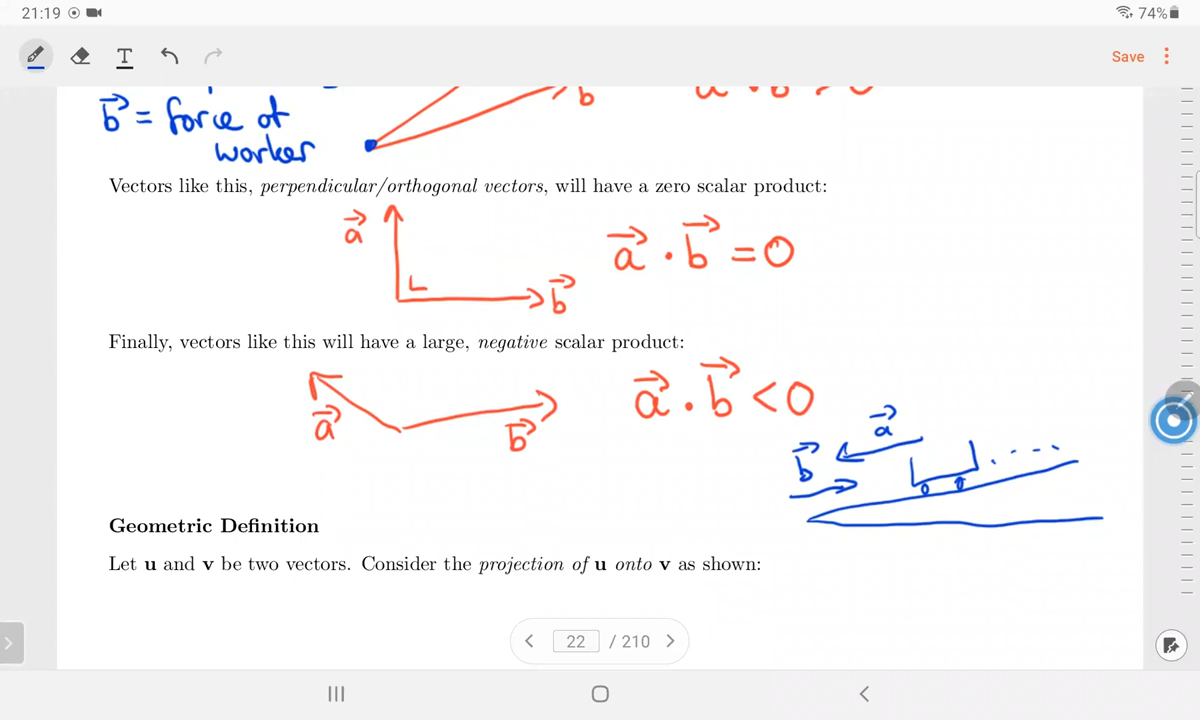 21:19 74%
T Save
b⃗ = force of
worker
b
Vectors like this, perpendicular/orthogonal vectors, will have a zero scalar product:
a⃗ b⃗ a⃗ · b⃗ = 0
Finally, vectors like this will have a large, negative scalar product:
a⃗ b⃗ a⃗ · b⃗ < 0
b⃗ a⃗
Geometric Definition
Let u and v be two vectors. Consider the projection of u onto v as shown:
22 / 210